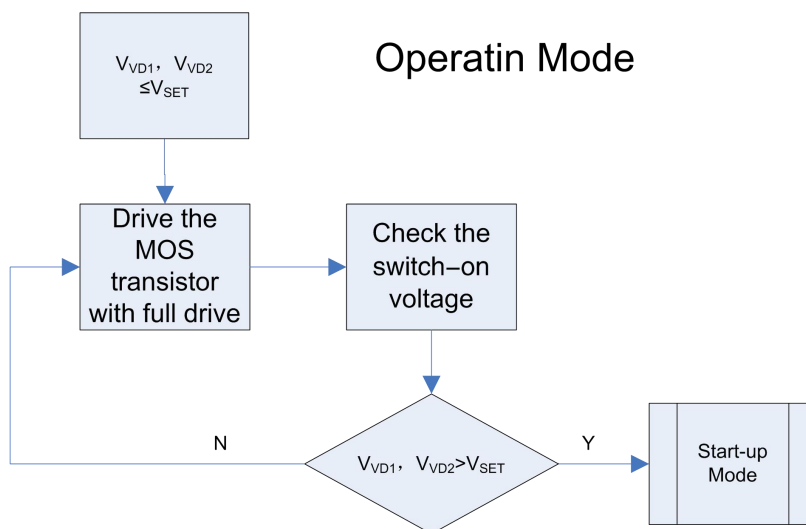 Operatin Mode
V_VD1, V_VD2
≤V_SET
Drive the
MOS
transistor
with full drive
Check the
switch–on
voltage
N
V_VD1, V_VD2>V_SET
Y
Start-up
Mode